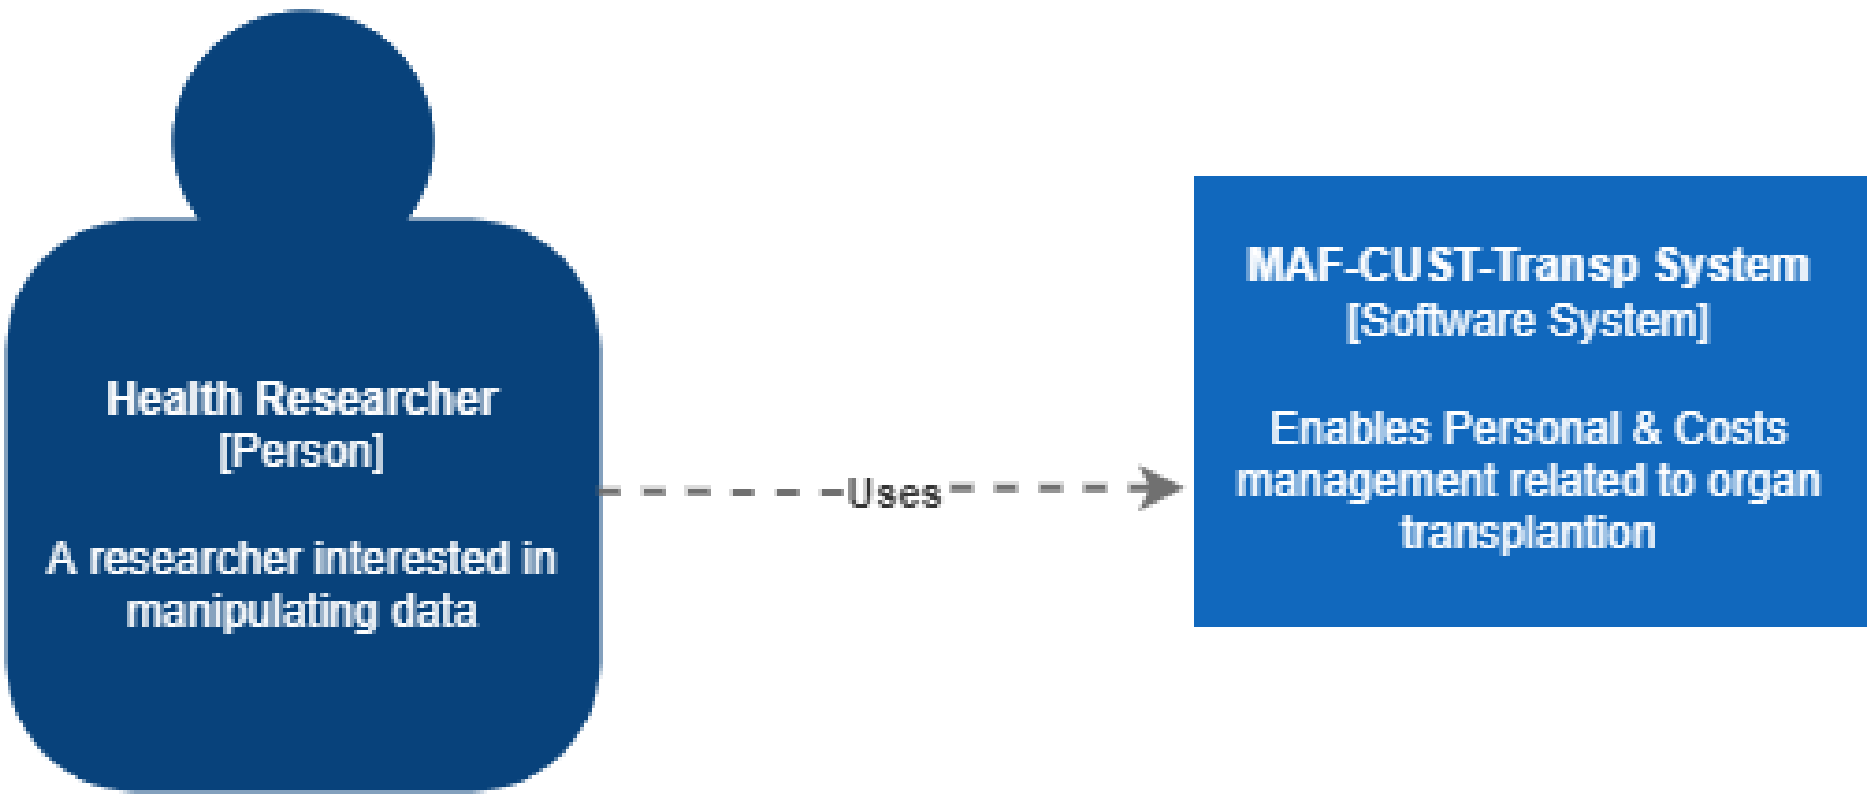 Health Researcher
[Person]
A researcher interested in
manipulating data
Uses
MAF-CUST-Transp System
[Software System]
Enables Personal & Costs
management related to organ
transplantion